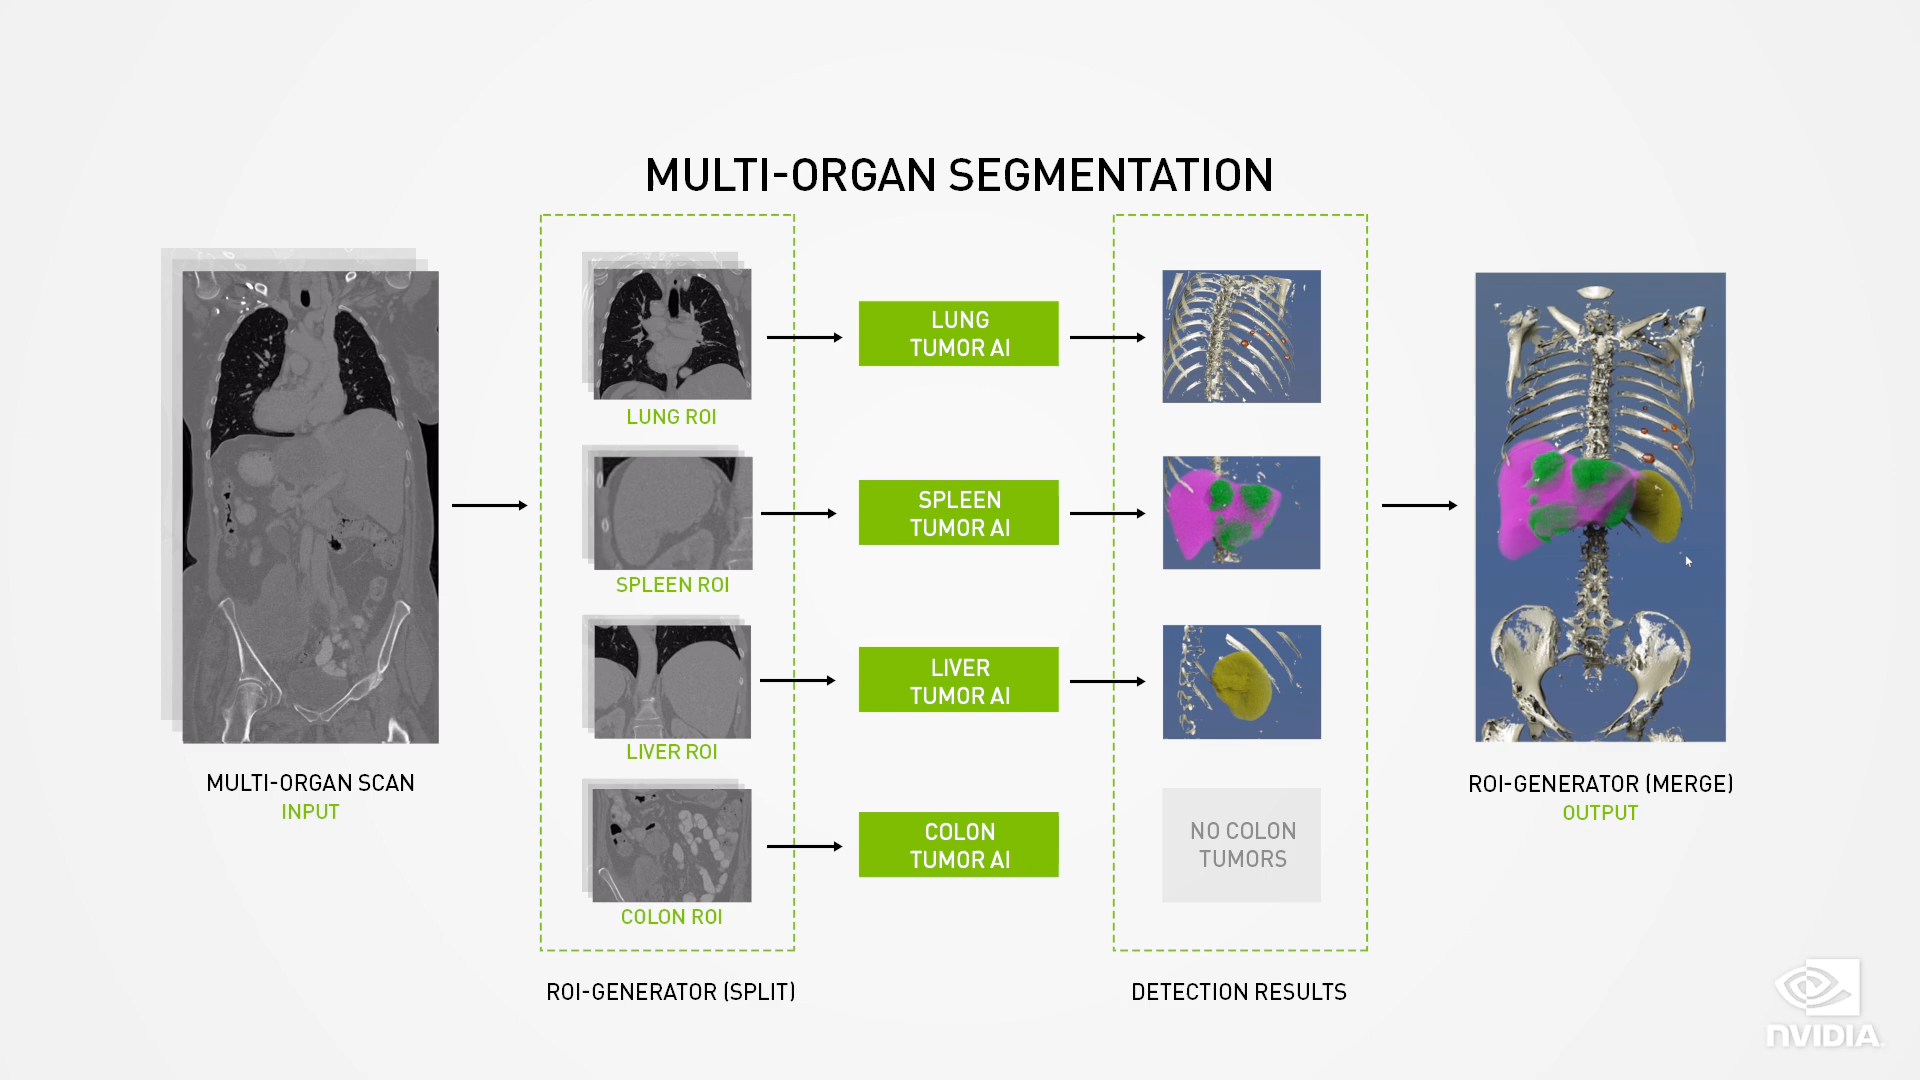 MULTI-ORGAN SEGMENTATION
MULTI-ORGAN SCAN
INPUT
LUNG ROI
SPLEEN ROI
LIVER ROI
COLON ROI
ROI-GENERATOR (SPLIT)
LUNG
TUMOR AI
SPLEEN
TUMOR AI
LIVER
TUMOR AI
COLON
TUMOR AI
NO COLON
TUMORS
DETECTION RESULTS
ROI-GENERATOR (MERGE)
OUTPUT
NVIDIA.